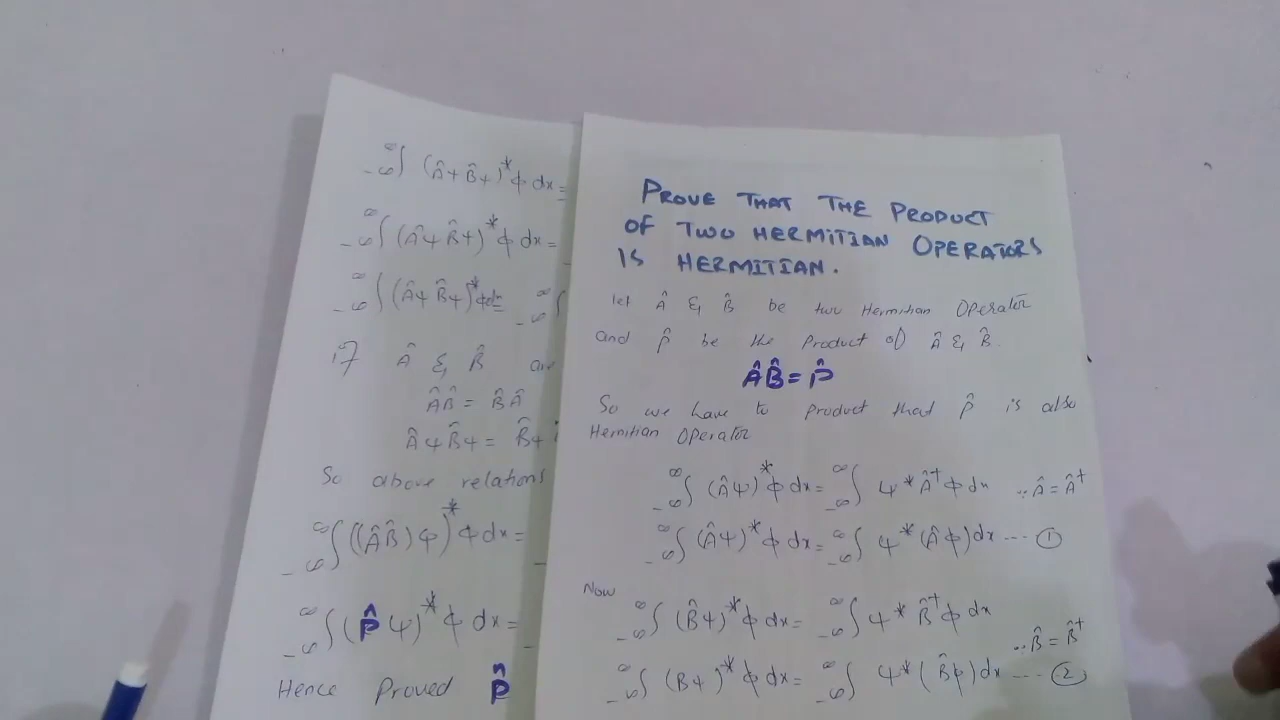 ∞∫-∞ (Â+B̂+)*φ dx =
∞∫-∞ (Âψ B̂ψ)*φ dx =
∞∫-∞ (Âψ B̂ψ)*φdx = ∞∫-∞
if Â & B̂ are
ÂB̂ = B̂Â
Âψ B̂ψ = B̂ψ
So above relations
∞∫-∞ ((ÂB̂)ψ)*φ dx =
∞∫-∞ (P̂ψ)*φ dx =
Hence Proved P̂
PROVE THAT THE PRODUCT
OF TWO HERMITIAN OPERATORS
IS HERMITIAN.
let Â & B̂ be two Hermitian Operator
and P̂ be the Product of Â & B̂.
ÂB̂ = P̂
So we have to product that P̂ is also
Hermitian Operator
∞∫-∞ (Âψ)*φ dx = ∞∫-∞ ψ*Â†φ dx ∵ Â = Â†
∞∫-∞ (Âψ)*φ dx = ∞∫-∞ ψ*(Âφ)dx ---- ①
Now
∞∫-∞ (B̂ψ)*φ dx = ∞∫-∞ ψ* B̂†φ dx
∵ B̂ = B̂†
∞∫-∞ (Bψ)*φ dx = ∞∫-∞ ψ*(B̂φ)dx ---- ②